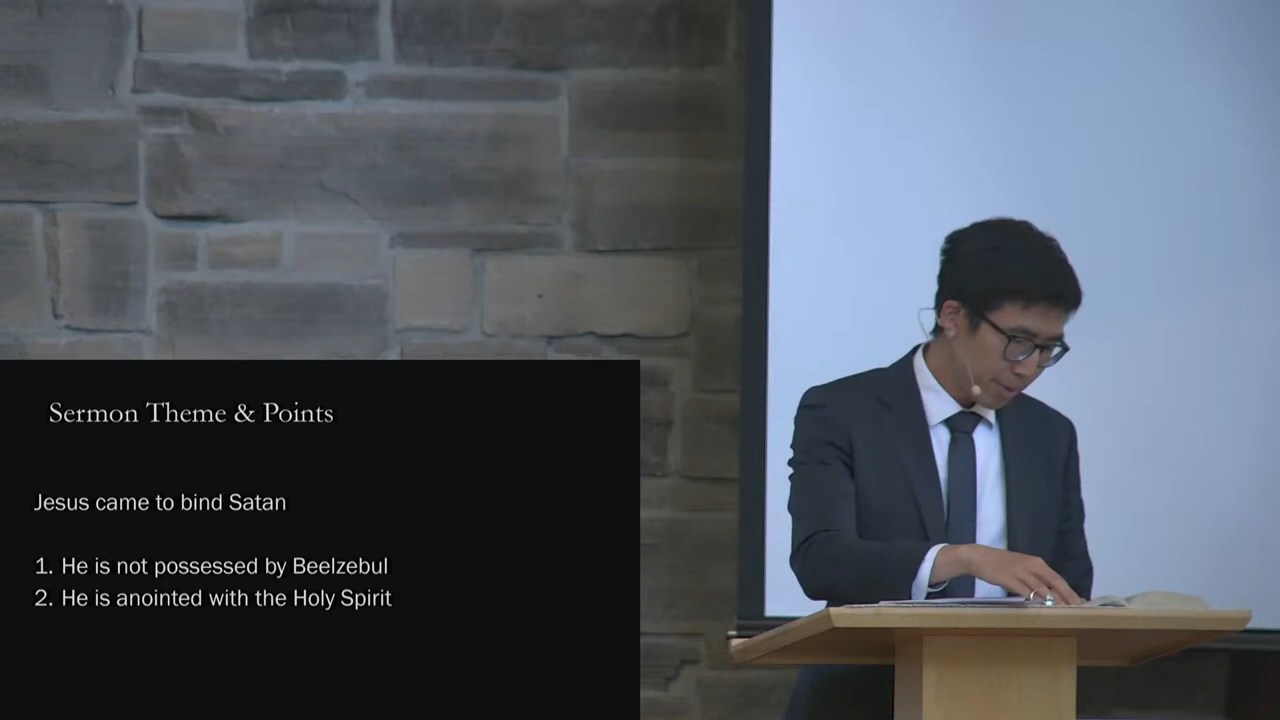 Sermon Theme & Points
Jesus came to bind Satan
1. He is not possessed by Beelzebul
2. He is anointed with the Holy Spirit